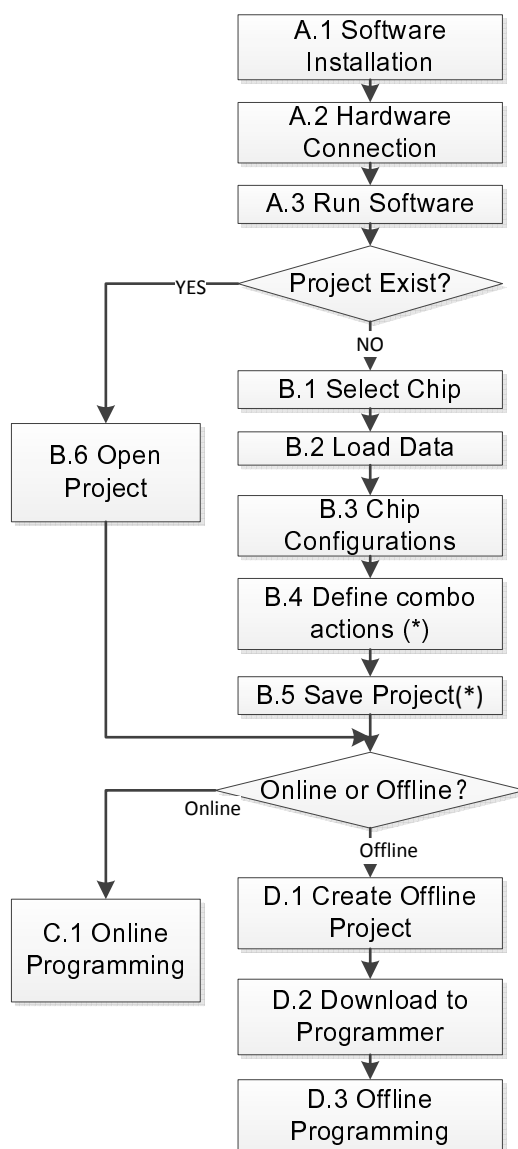 A.1 Software
Installation
A.2 Hardware
Connection
A.3 Run Software
Project Exist?
YES
NO
B.1 Select Chip
B.6 Open
Project
B.2 Load Data
B.3 Chip
Configurations
B.4 Define combo
actions (*)
B.5 Save Project(*)
Online or Offline?
Online
Offline
C.1 Online
Programming
D.1 Create Offline
Project
D.2 Download to
Programmer
D.3 Offline
Programming